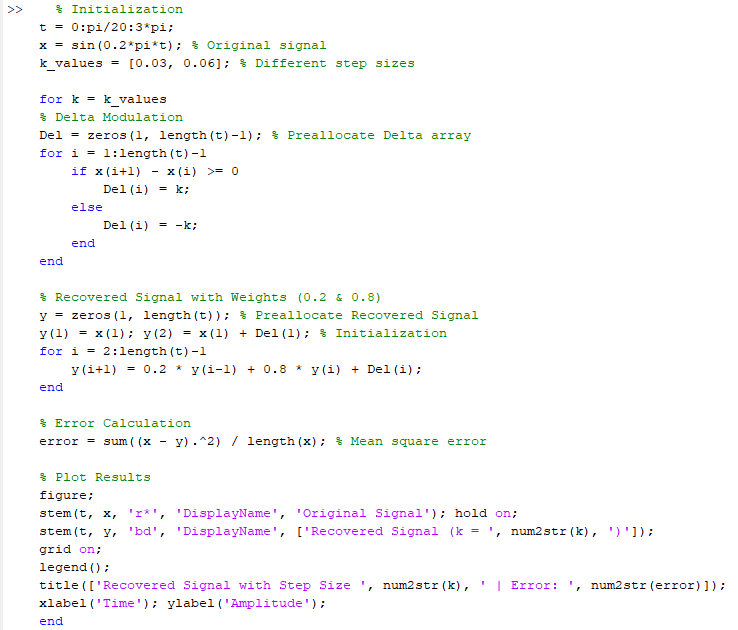 >> % Initialization
t = 0:pi/20:3*pi;
x = sin(0.2*pi*t); % Original signal
k_values = [0.03, 0.06]; % Different step sizes

for k = k_values
% Delta Modulation
Del = zeros(1, length(t)-1); % Preallocate Delta array
for i = 1:length(t)-1
    if x(i+1) - x(i) >= 0
        Del(i) = k;
    else
        Del(i) = -k;
    end
end

% Recovered Signal with Weights (0.2 & 0.8)
y = zeros(1, length(t)); % Preallocate Recovered Signal
y(1) = x(1); y(2) = x(1) + Del(1); % Initialization
for i = 2:length(t)-1
    y(i+1) = 0.2 * y(i-1) + 0.8 * y(i) + Del(i);
end

% Error Calculation
error = sum((x - y).^2) / length(x); % Mean square error

% Plot Results
figure;
stem(t, x, 'r*', 'DisplayName', 'Original Signal'); hold on;
stem(t, y, 'bd', 'DisplayName', ['Recovered Signal (k = ', num2str(k), ')']);
grid on;
legend();
title(['Recovered Signal with Step Size ', num2str(k), ' | Error: ', num2str(error)]);
xlabel('Time'); ylabel('Amplitude');
end